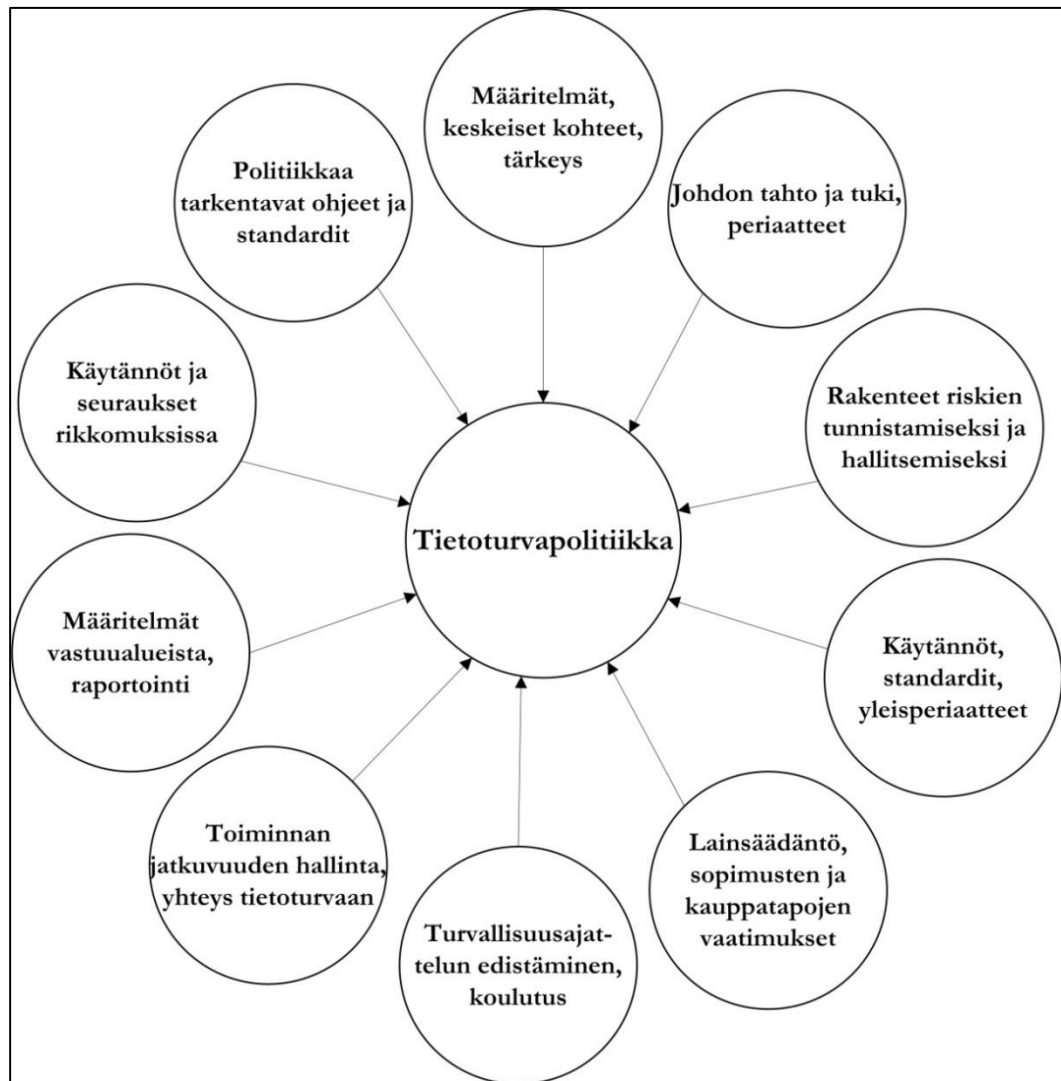 Määritelmät,
keskeiset kohteet,
tärkeys
Johdon tahto ja tuki,
periaatteet
Rakenteet riskien
tunnistamiseksi ja
hallitsemiseksi
Käytännöt,
standardit,
yleisperiaatteet
Lainsäädäntö,
sopimusten ja
kauppatapojen
vaatimukset
Turvallisuusajat-
telun edistäminen,
koulutus
Toiminnan
jatkuvuuden hallinta,
yhteys tietoturvaan
Määritelmät
vastuualueista,
raportointi
Käytännöt ja
seuraukset
rikkomuksissa
Politiikkaa
tarkentavat ohjeet ja
standardit
Tietoturvapolitiikka